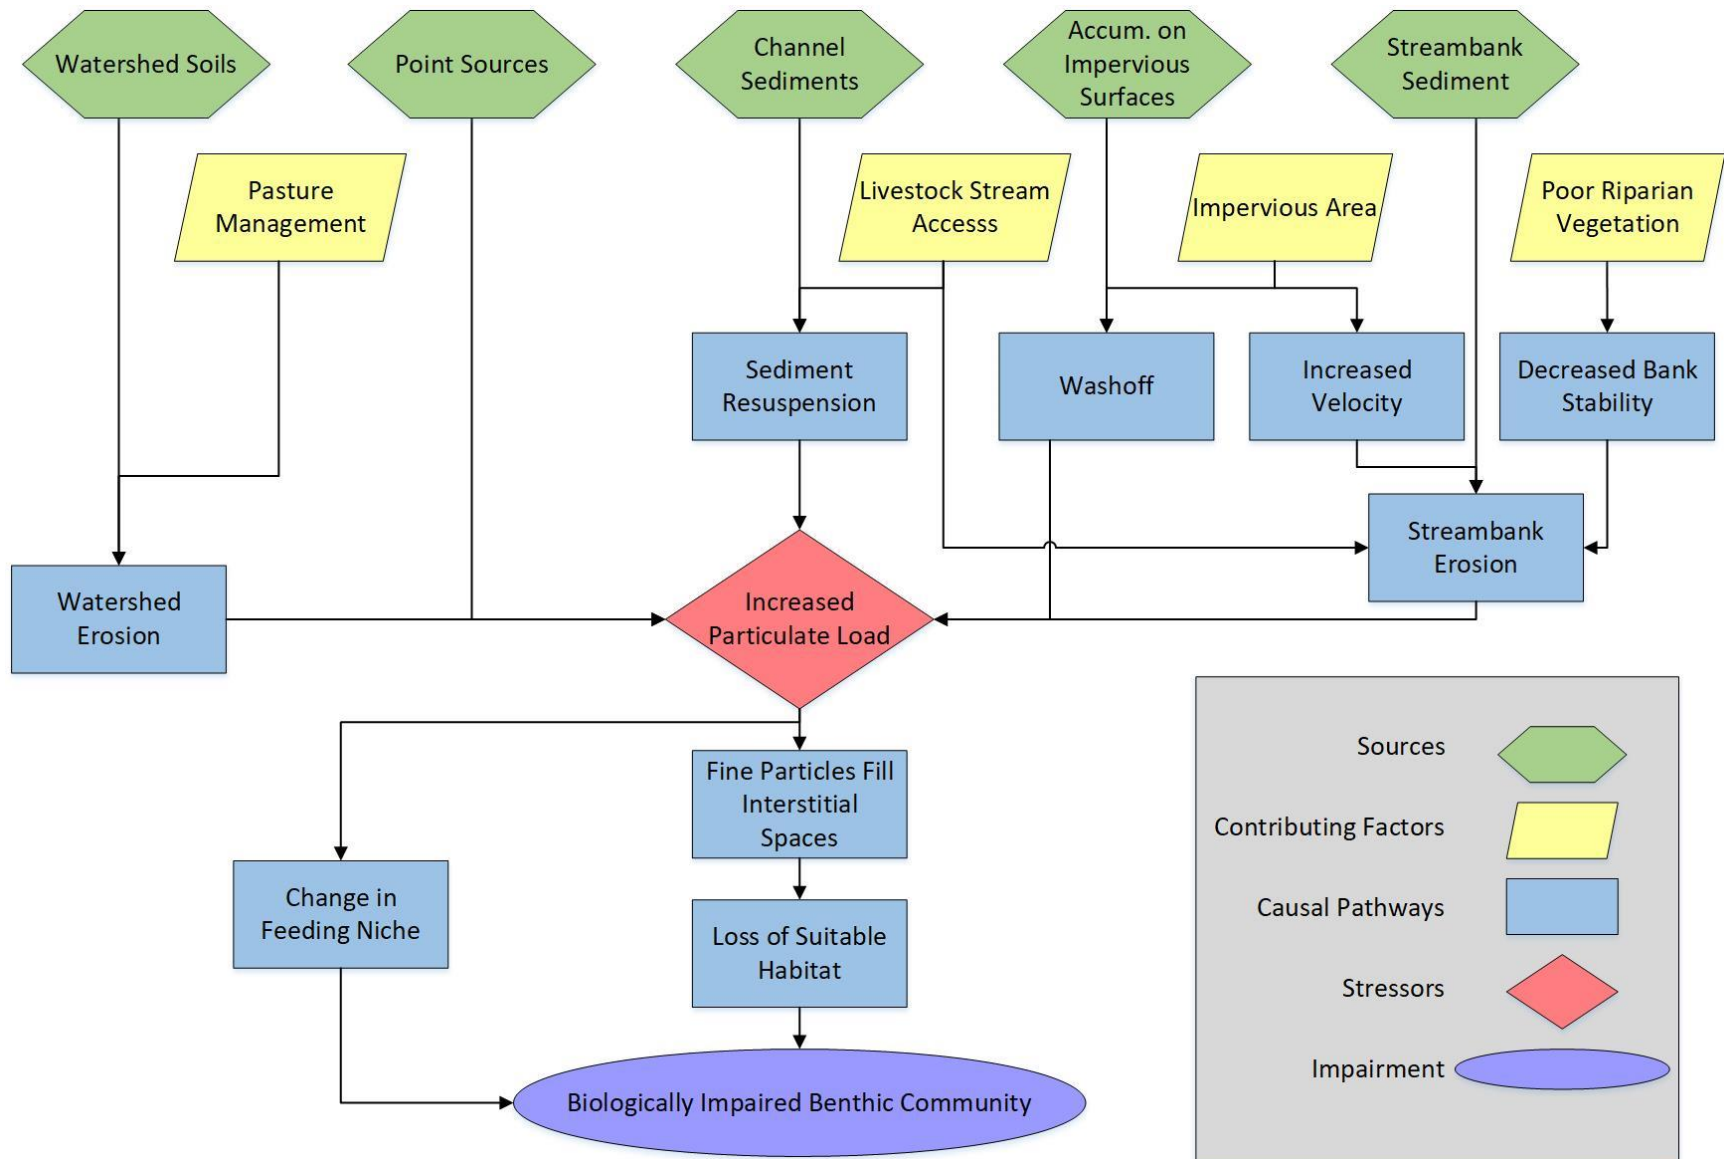 Watershed Soils
Point Sources
Channel
Sediments
Accum. on
Impervious
Surfaces
Streambank
Sediment
Pasture
Management
Livestock Stream
Accesss
Impervious Area
Poor Riparian
Vegetation
Sediment
Resuspension
Washoff
Increased
Velocity
Decreased Bank
Stability
Streambank
Erosion
Watershed
Erosion
Increased
Particulate Load
Fine Particles Fill
Interstitial
Spaces
Change in
Feeding Niche
Loss of Suitable
Habitat
Biologically Impaired Benthic Community
Sources
Contributing Factors
Causal Pathways
Stressors
Impairment